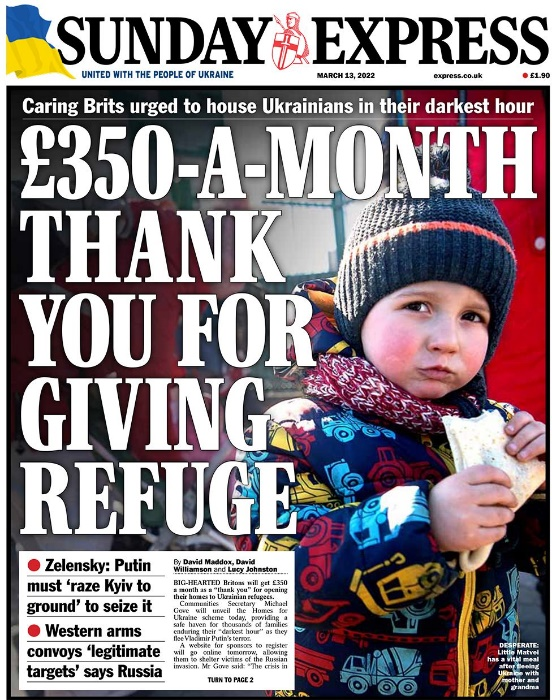 SUNDAY EXPRESS
UNITED WITH THE PEOPLE OF UKRAINE
MARCH 13, 2022
express.co.uk
£1.90
Caring Brits urged to house Ukrainians in their darkest hour
£350-A-MONTH
THANK
YOU FOR
GIVING
REFUGE
● Zelensky: Putin
must ‘raze Kyiv to
ground’ to seize it
● Western arms
convoys ‘legitimate
targets’ says Russia
By David Maddox, David
Williamson and Lucy Johnston
BIG-HEARTED Britons will get £350
a month as a “thank you” for opening
their homes to Ukrainian refugees.
Communities Secretary Michael
Gove will unveil the Homes for
Ukraine scheme today, providing a
safe haven for thousands of families
enduring their “darkest hour” as they
flee Vladimir Putin’s terror.
A website for sponsors to register
will go online tomorrow, allowing
them to shelter victims of the Russian
invasion. Mr Gove said: “The crisis in
TURN TO PAGE 2
DESPERATE:
Little Matvei
has a vital meal
after fleeing
Ukraine with
mother and
grandma